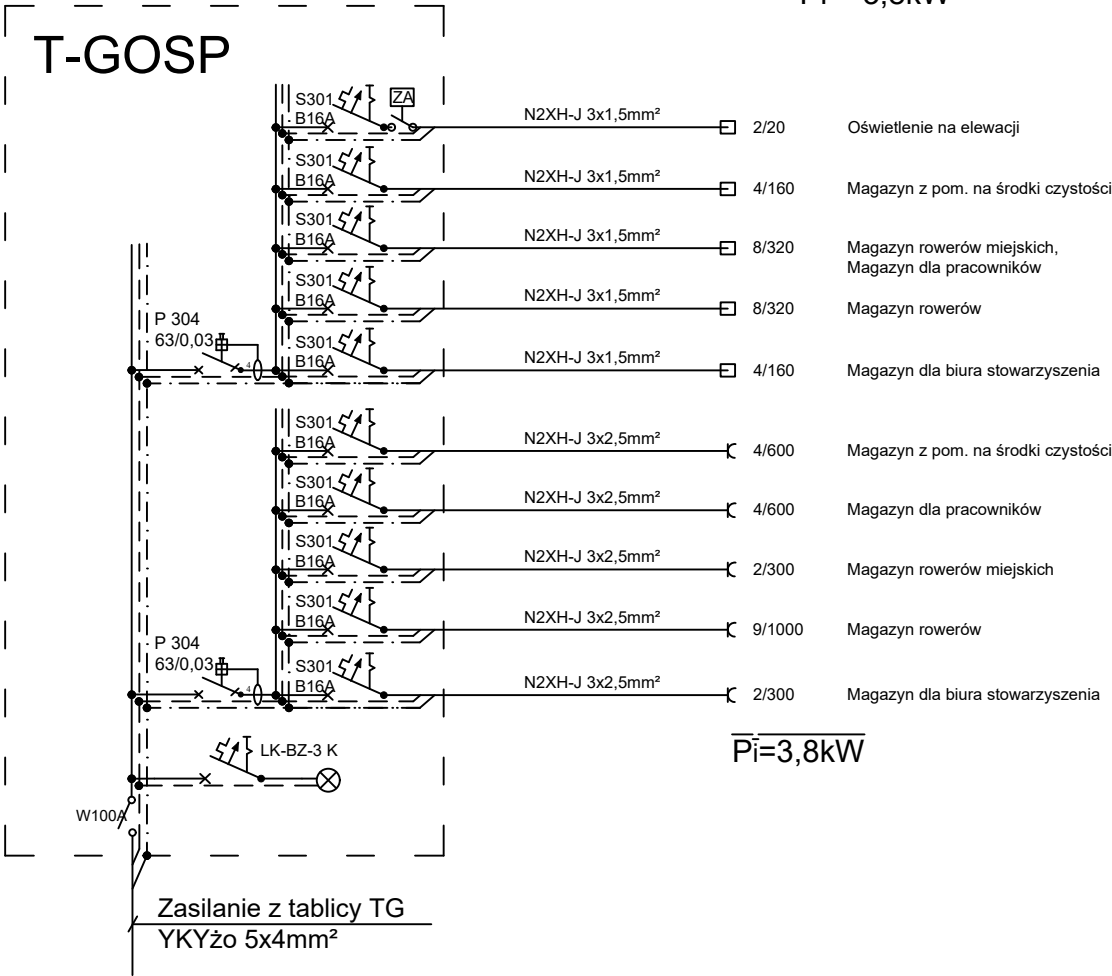 T-GOSP
S301
B16A
ZA
N2XH-J 3x1,5mm²
2/20
Oświetlenie na elewacji
S301
B16A
N2XH-J 3x1,5mm²
4/160
Magazyn z pom. na środki czystości
S301
B16A
N2XH-J 3x1,5mm²
8/320
Magazyn rowerów miejskich,
Magazyn dla pracowników
S301
B16A
N2XH-J 3x1,5mm²
8/320
Magazyn rowerów
P 304
63/0,03
4
S301
B16A
N2XH-J 3x1,5mm²
4/160
Magazyn dla biura stowarzyszenia
S301
B16A
N2XH-J 3x2,5mm²
4/600
Magazyn z pom. na środki czystości
S301
B16A
N2XH-J 3x2,5mm²
4/600
Magazyn dla pracowników
S301
B16A
N2XH-J 3x2,5mm²
2/300
Magazyn rowerów miejskich
S301
B16A
N2XH-J 3x2,5mm²
9/1000
Magazyn rowerów
P 304
63/0,03
4
S301
B16A
N2XH-J 3x2,5mm²
2/300
Magazyn dla biura stowarzyszenia
Pi=3,8kW
LK-BZ-3 K
W100A
Zasilanie z tablicy TG
YKYżo 5x4mm²